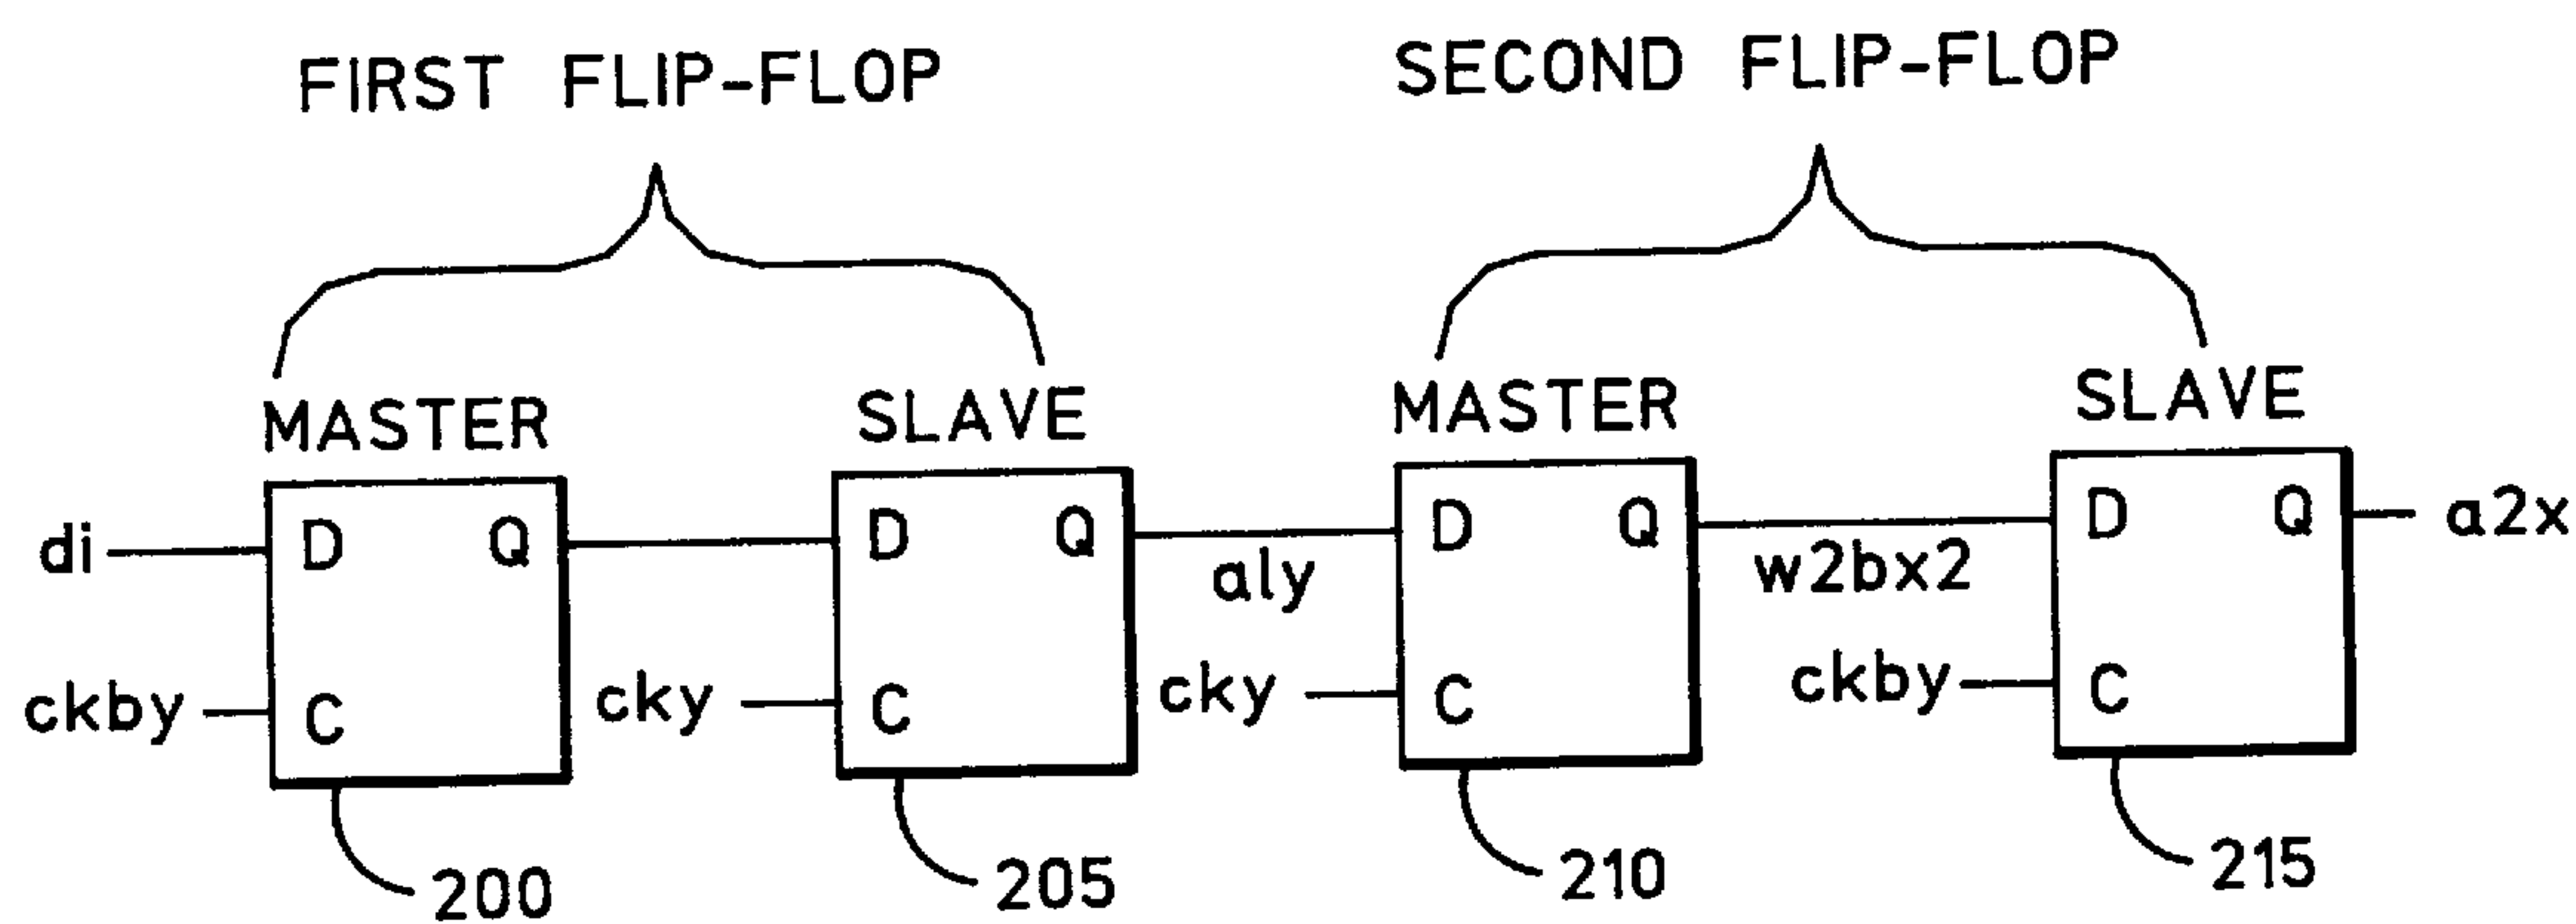 FIRST FLIP-FLOP
SECOND FLIP-FLOP
MASTER
SLAVE
MASTER
SLAVE
di
D
Q
D
Q
aly
D
Q
w2bx2
D
Q
a2x
ckby
C
cky
C
cky
C
ckby
C
200
205
210
215